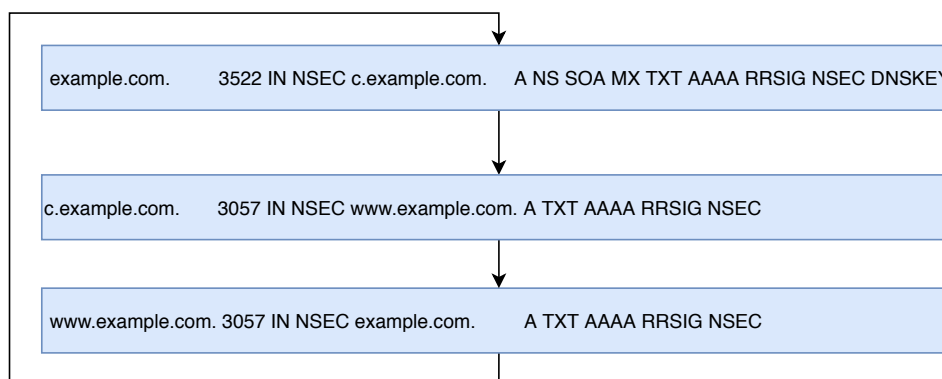 example.com. 3522 IN NSEC c.example.com. A NS SOA MX TXT AAAA RRSIG NSEC DNSKEY
c.example.com. 3057 IN NSEC www.example.com. A TXT AAAA RRSIG NSEC
www.example.com. 3057 IN NSEC example.com. A TXT AAAA RRSIG NSEC